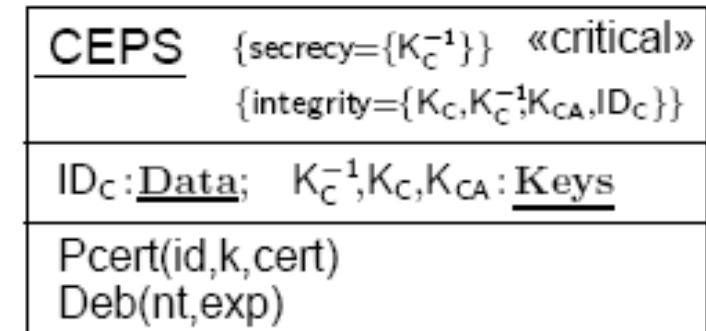 CEPS {secrecy={K_C^{-1}}} «critical»
{integrity={K_C,K_C^{-1},K_CA,ID_C}}
ID_C:Data; K_C^{-1},K_C,K_CA:Keys
Pcert(id,k,cert)
Deb(nt,exp)